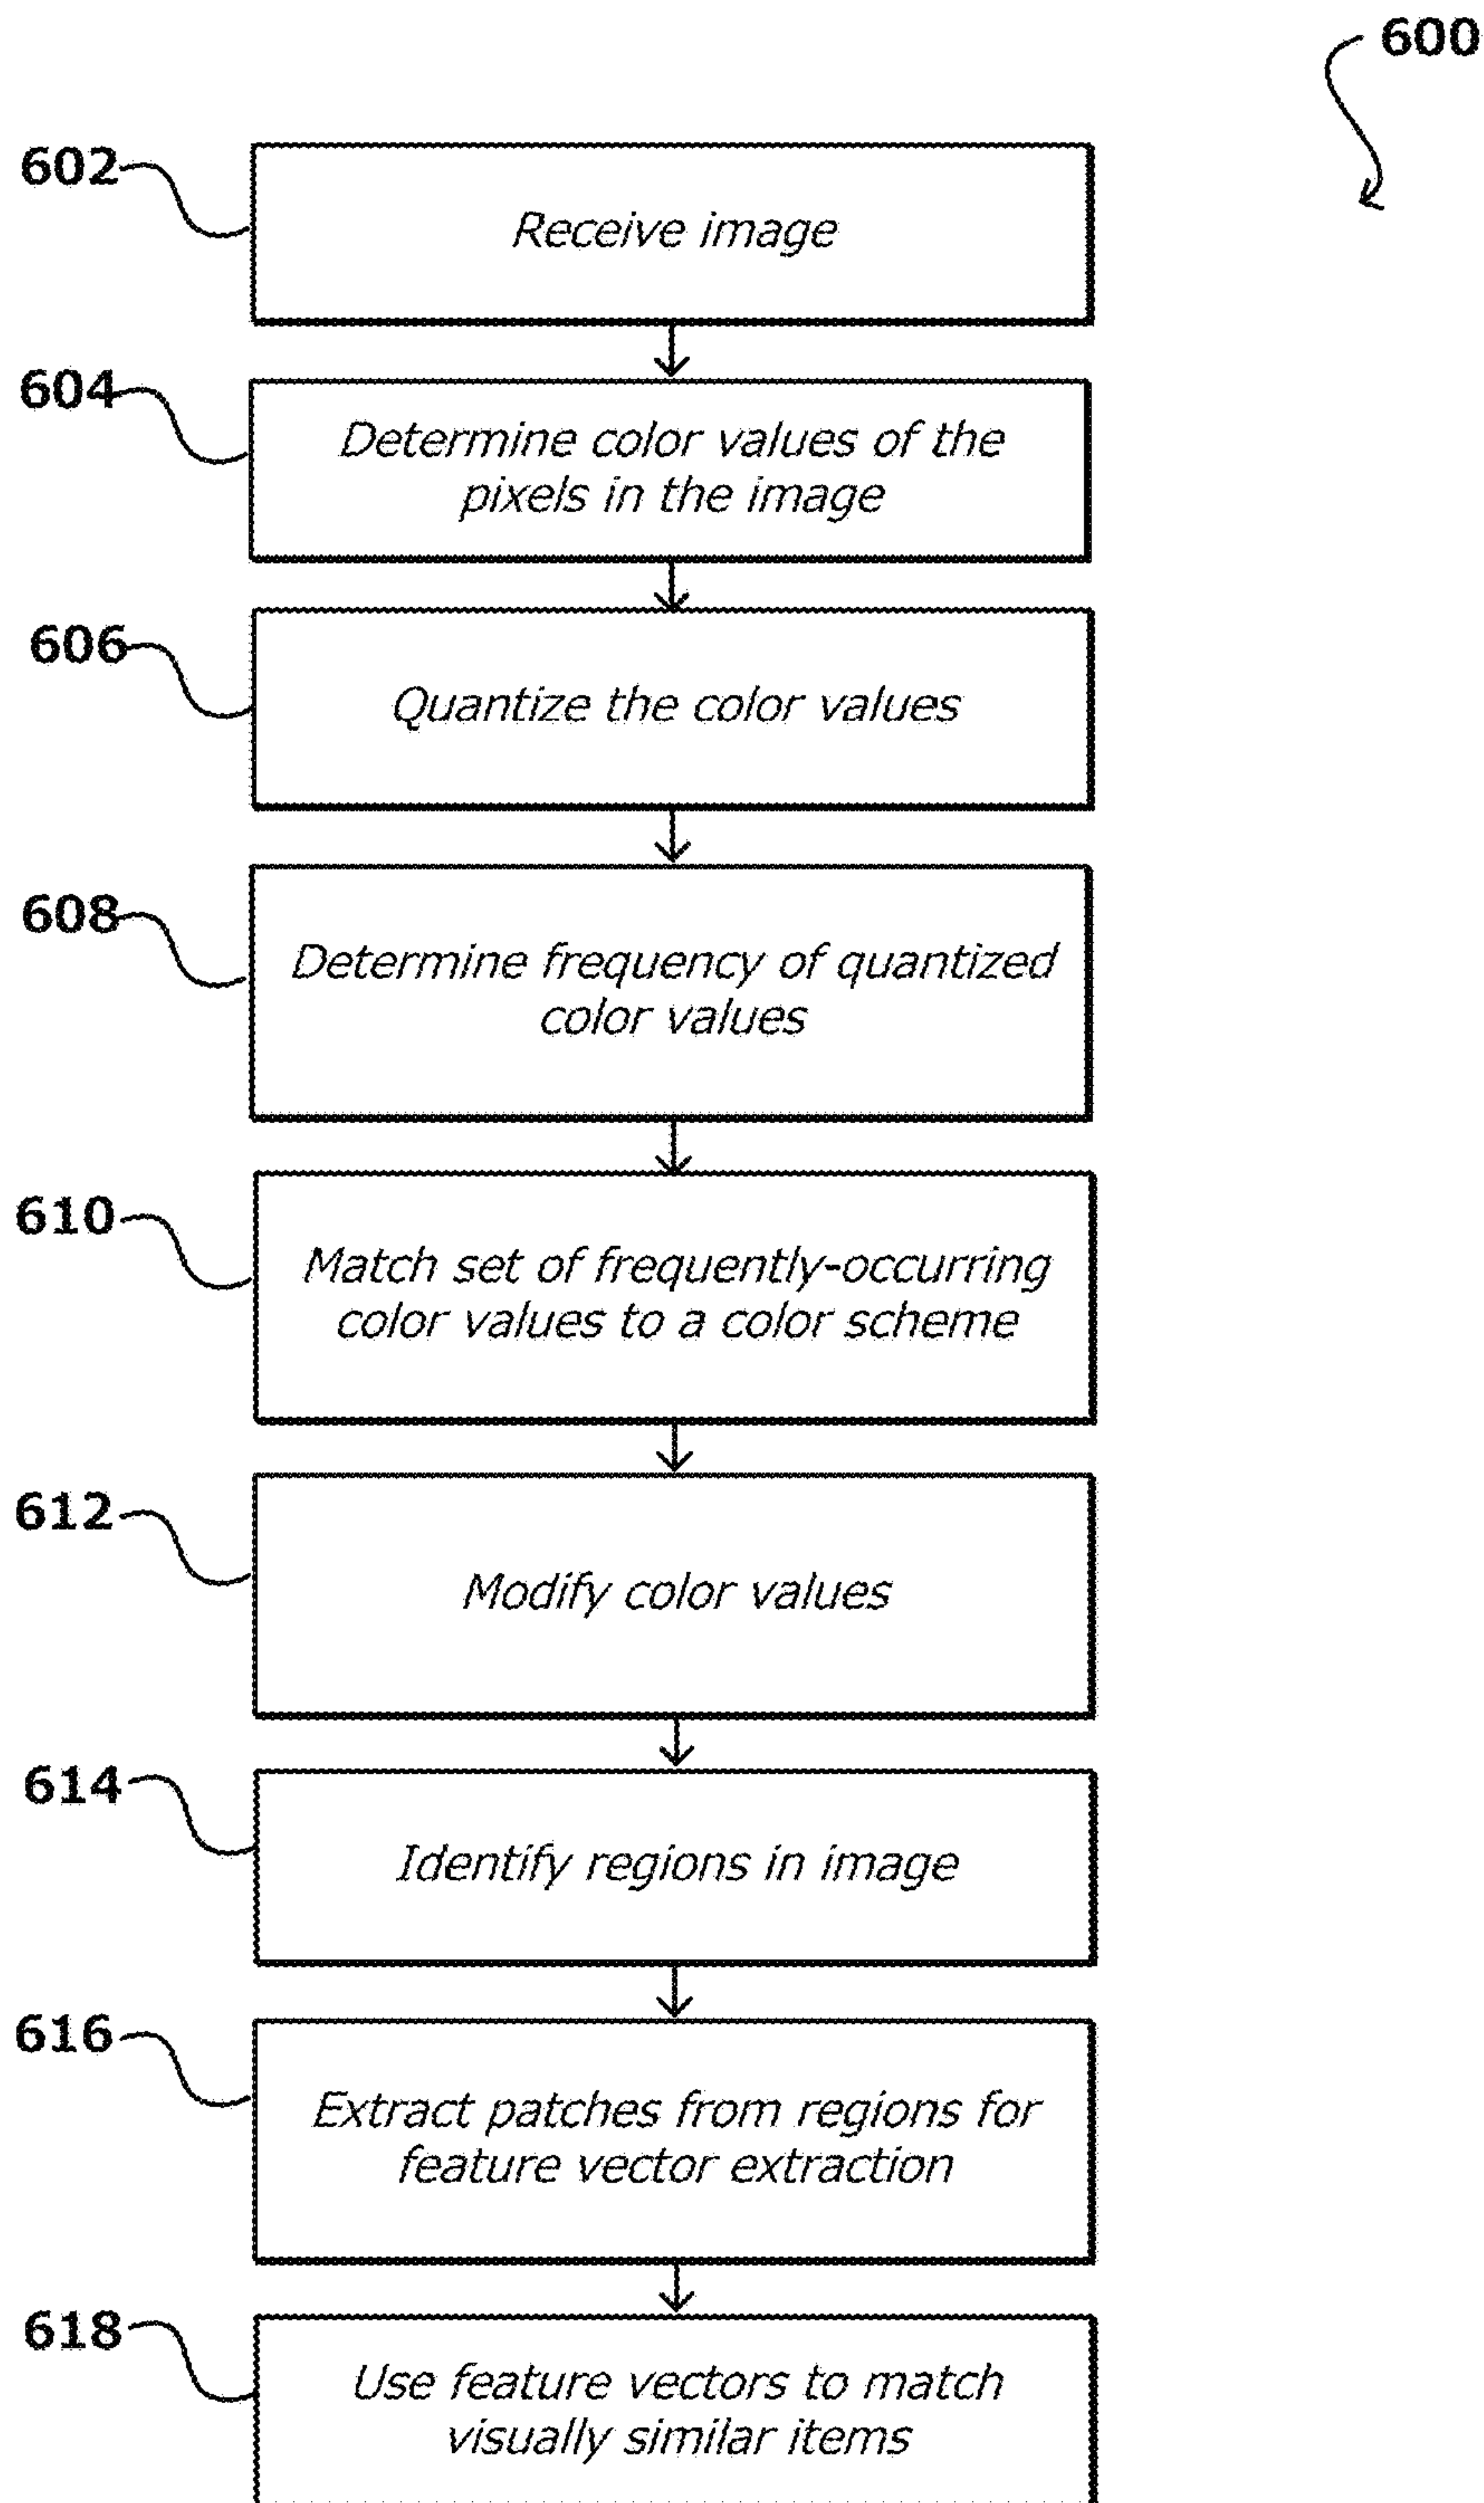 600
602
Receive image
604
Determine color values of the
pixels in the image
606
Quantize the color values
608
Determine frequency of quantized
color values
610
Match set of frequently-occurring
color values to a color scheme
612
Modify color values
614
Identify regions in image
616
Extract patches from regions for
feature vector extraction
618
Use feature vectors to match
visually similar items